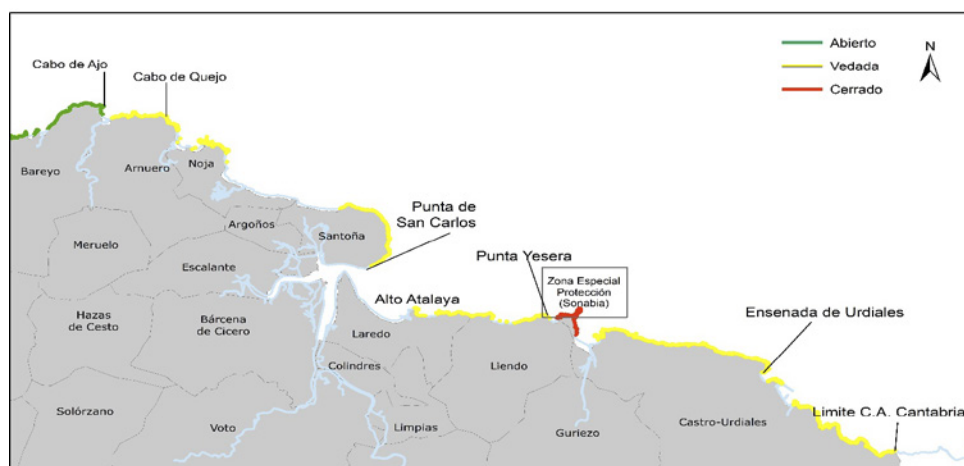 Abierto
Vedada
Cerrado
N
Cabo de Ajo
Cabo de Quejo
Bareyo
Arnuero
Noja
Meruelo
Argoños
Santoña
Escalante
Punta de
San Carlos
Punta Yesera
Zona Especial
Protección
(Sonabia)
Alto Atalaya
Ensenada de Urdiales
Hazas
de Cesto
Bárcena
de Cicero
Laredo
Colindres
Liendo
Solórzano
Voto
Limpias
Guriezo
Castro-Urdiales
Limite C.A. Cantabria